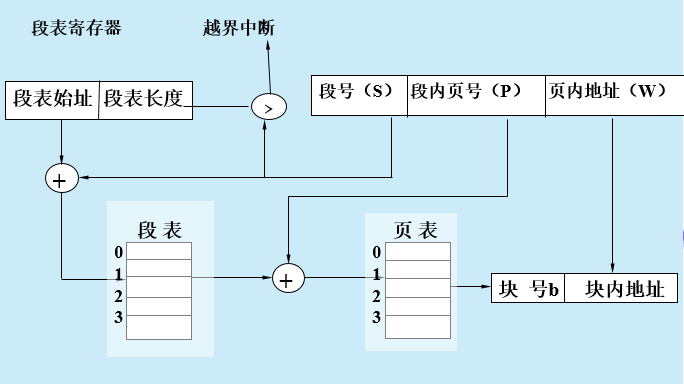 段表寄存器
越界中断
段表始址 段表长度
>
段号（S） 段内页号（P） 页内地址（W）
+
段 表
0
1
2
3
+
页 表
0
1
2
3
块 号b 块内地址